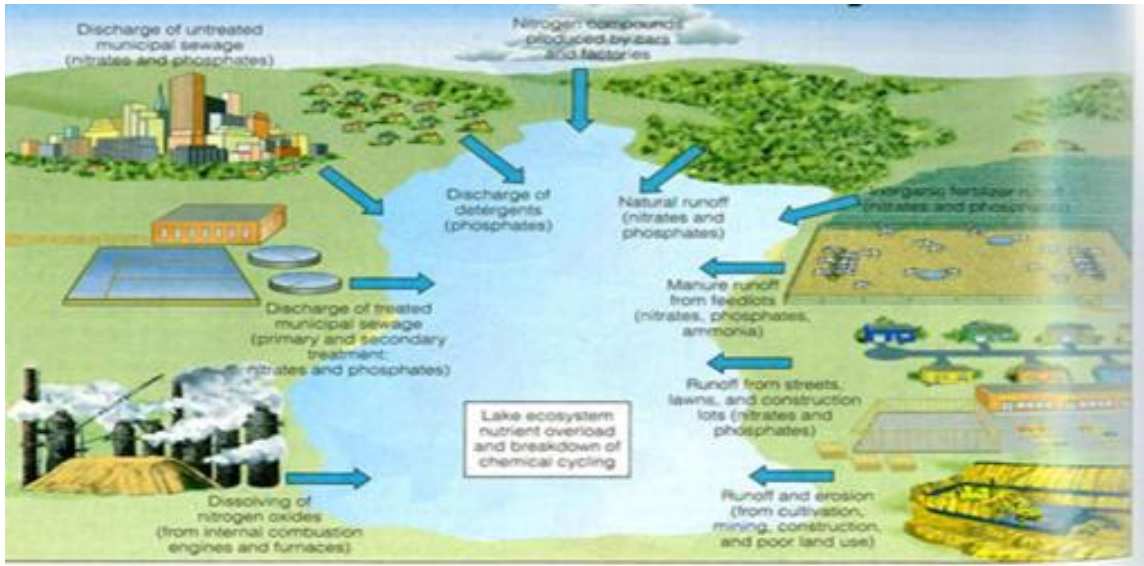 Discharge of untreated
municipal sewage
(nitrates and phosphates)
Nitrogen compounds
produced by cars
and factories
Discharge of
detergents
(phosphates)
Natural runoff
(nitrates and
phosphates)
Inorganic fertilizer runoff
(nitrates and phosphates)
Discharge of treated
municipal sewage
(primary and secondary
treatment:
nitrates and phosphates)
Manure runoff
from feedlots
(nitrates, phosphates,
ammonia)
Runoff from streets,
lawns, and construction
lots (nitrates and
phosphates)
Lake ecosystem
nutrient overload
and breakdown of
chemical cycling
Dissolving of
nitrogen oxides
(from internal combustion
engines and furnaces)
Runoff and erosion
(from cultivation,
mining, construction,
and poor land use)